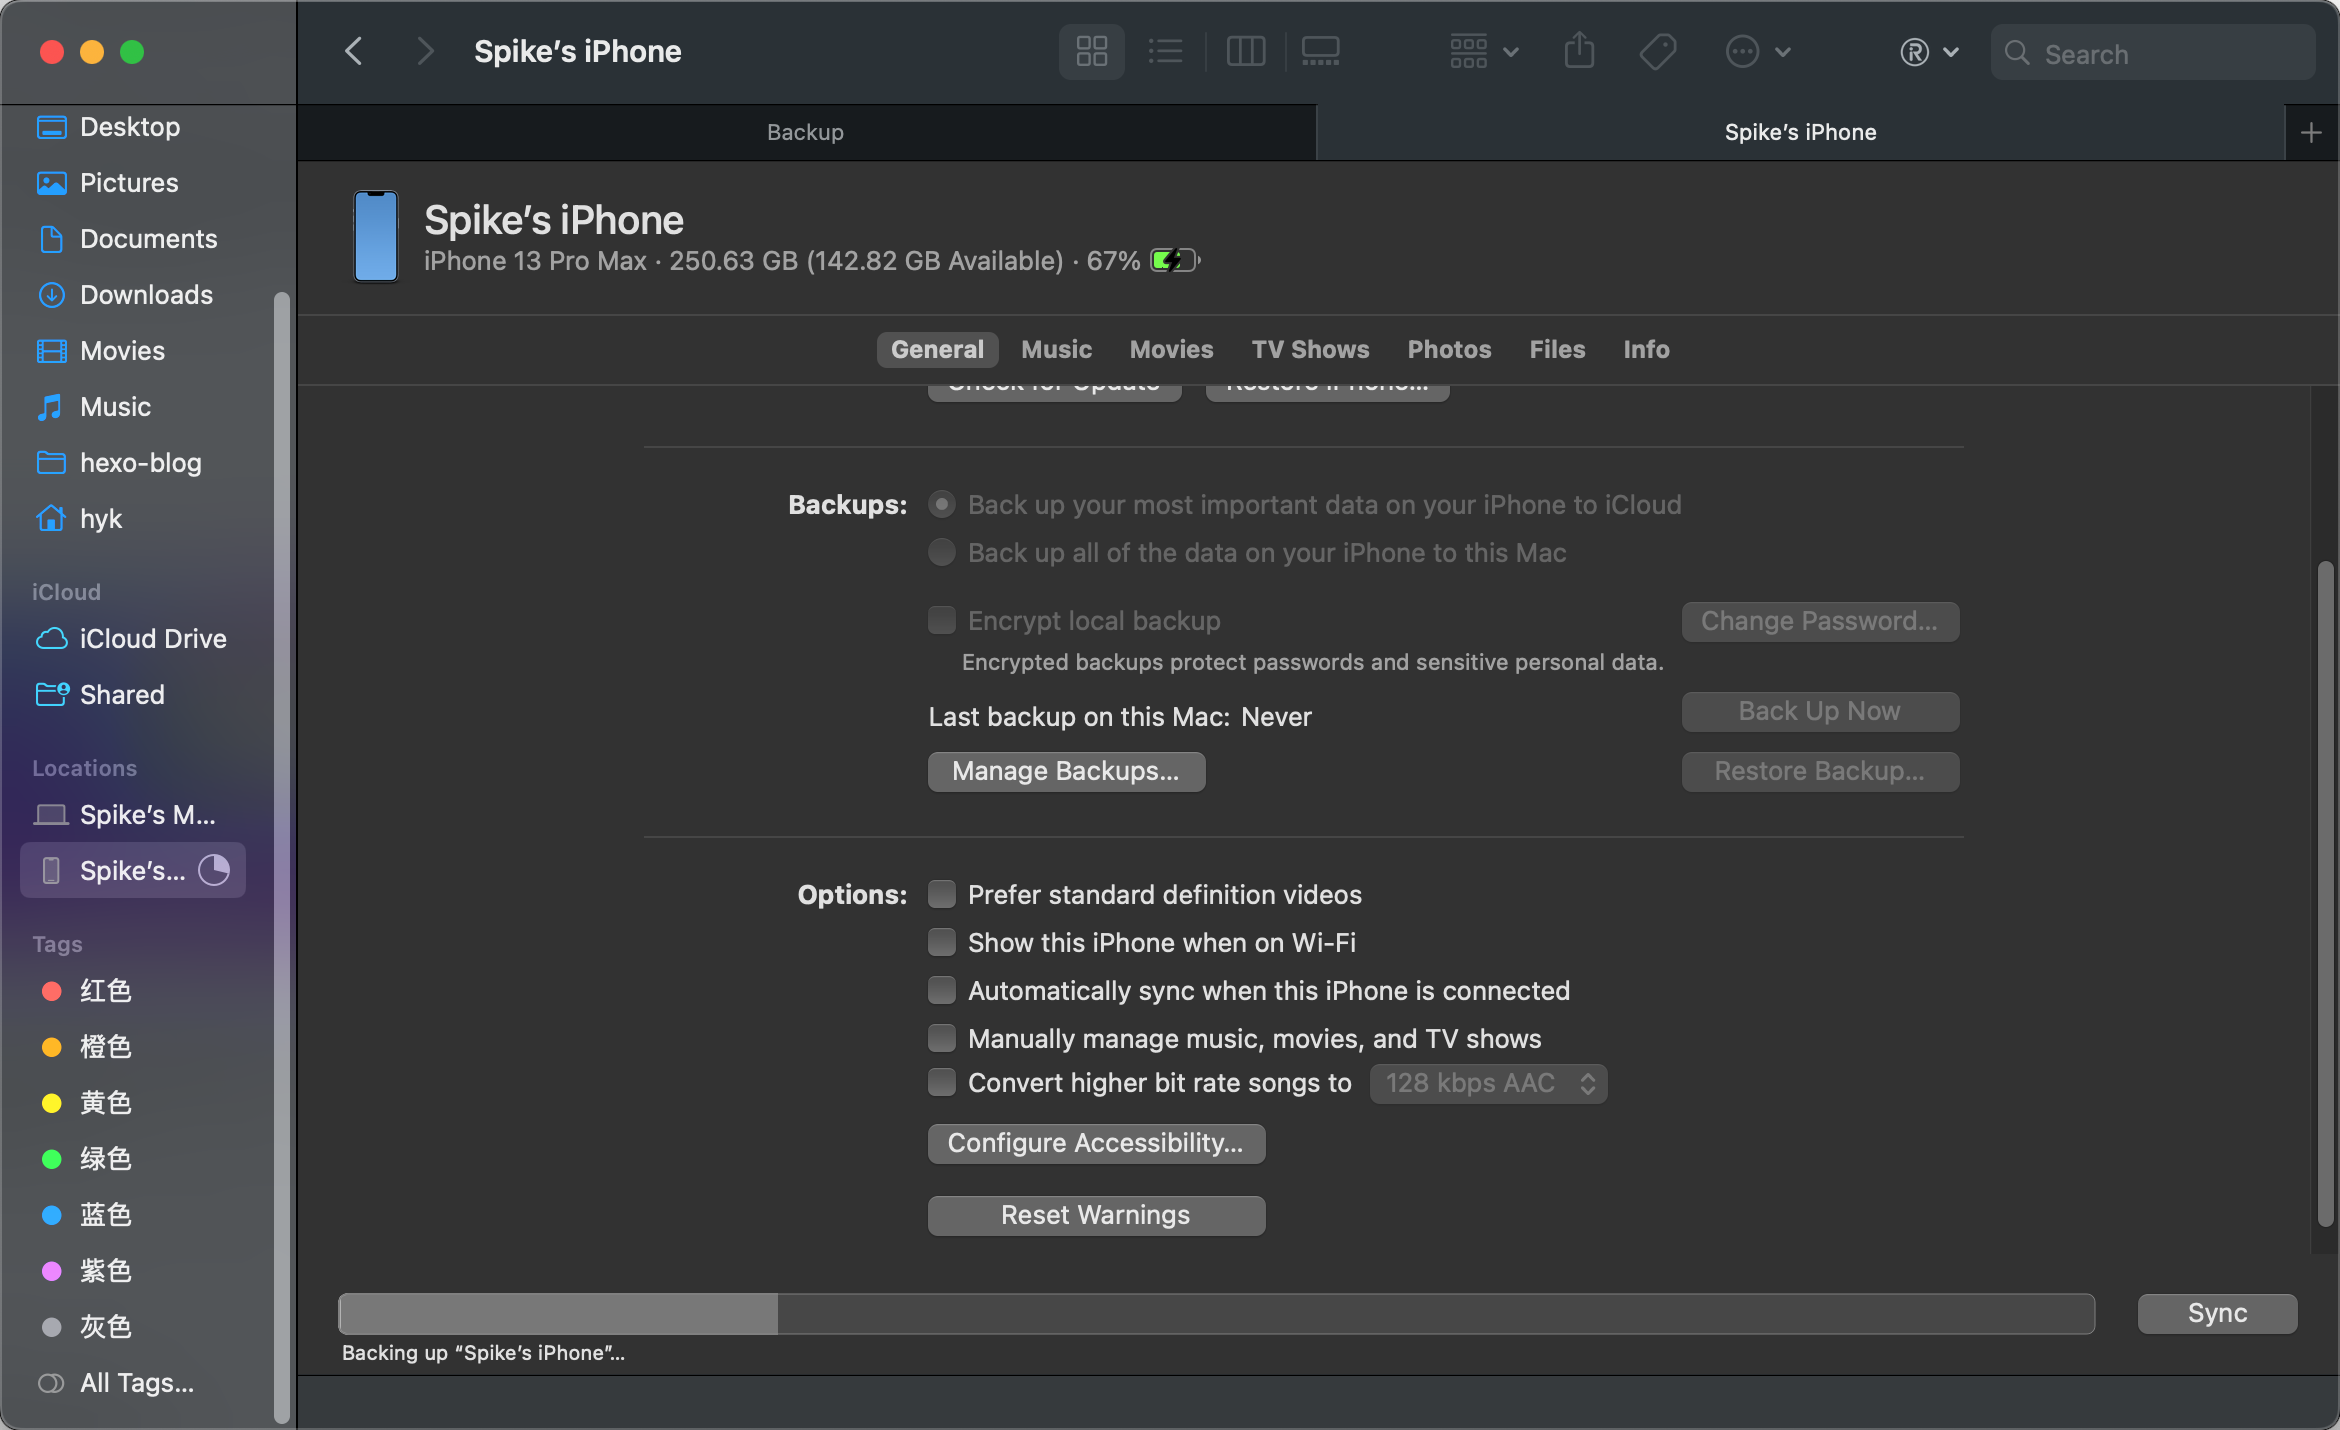 Spike’s iPhone
Search
Backup
Spike’s iPhone
Desktop
Pictures
Documents
Downloads
Movies
Music
hexo-blog
hyk
iCloud
iCloud Drive
Shared
Locations
Spike’s M...
Spike’s...
Tags
红色
橙色
黄色
绿色
蓝色
紫色
灰色
All Tags...
Spike’s iPhone
iPhone 13 Pro Max · 250.63 GB (142.82 GB Available) · 67%
General Music Movies TV Shows Photos Files Info
Check for Update Restore iPhone...
Backups: Back up your most important data on your iPhone to iCloud
Back up all of the data on your iPhone to this Mac
Encrypt local backup Change Password...
Encrypted backups protect passwords and sensitive personal data.
Last backup on this Mac: Never Back Up Now
Manage Backups... Restore Backup...
Options: Prefer standard definition videos
Show this iPhone when on Wi-Fi
Automatically sync when this iPhone is connected
Manually manage music, movies, and TV shows
Convert higher bit rate songs to 128 kbps AAC
Configure Accessibility...
Reset Warnings
Sync
Backing up “Spike’s iPhone”...